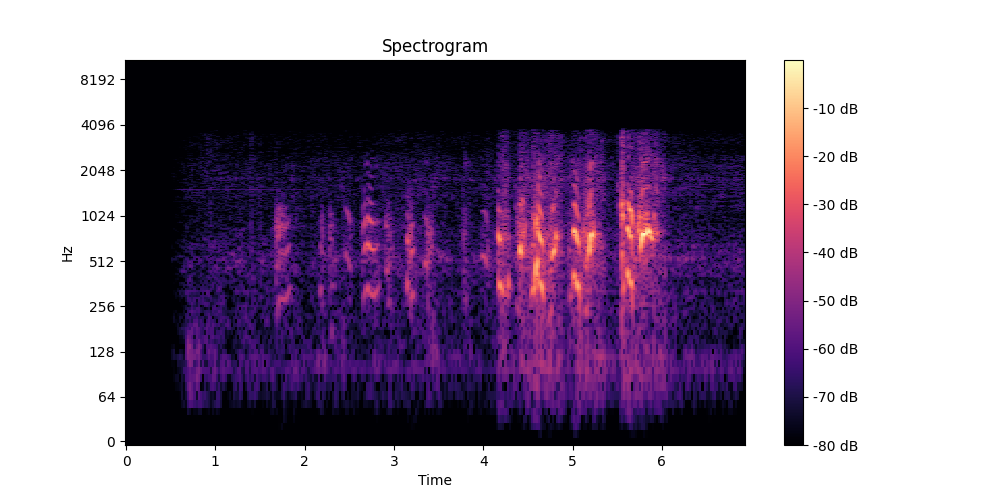 Spectrogram
8192
4096
2048
1024
512
256
128
64
0
Hz
0 1 2 3 4 5 6
Time
-10 dB
-20 dB
-30 dB
-40 dB
-50 dB
-60 dB
-70 dB
-80 dB